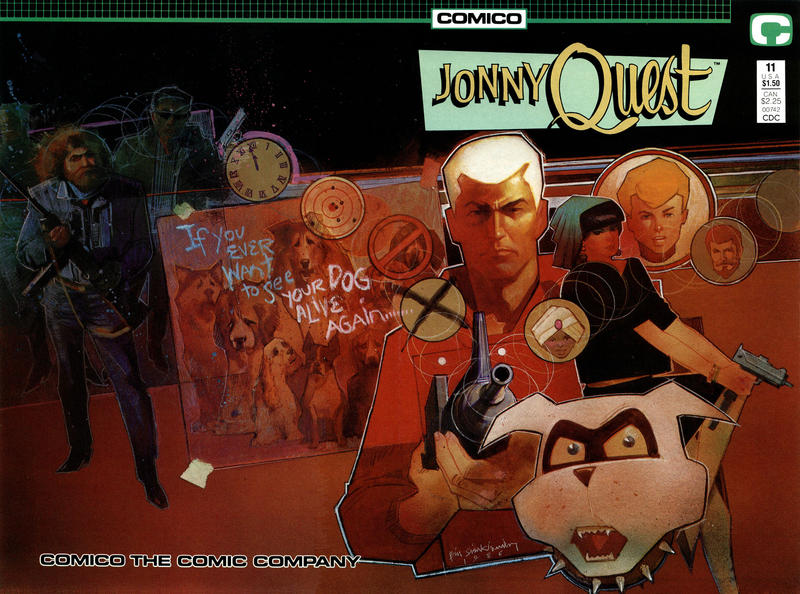 COMICO
JONNY Quest™
11
U.S.A
$1.50
CAN
$2.25
00742
CDC
If you
EVER
WANT
to see
YOUR DOG
ALIVE
AGAIN......
COMICO THE COMIC COMPANY